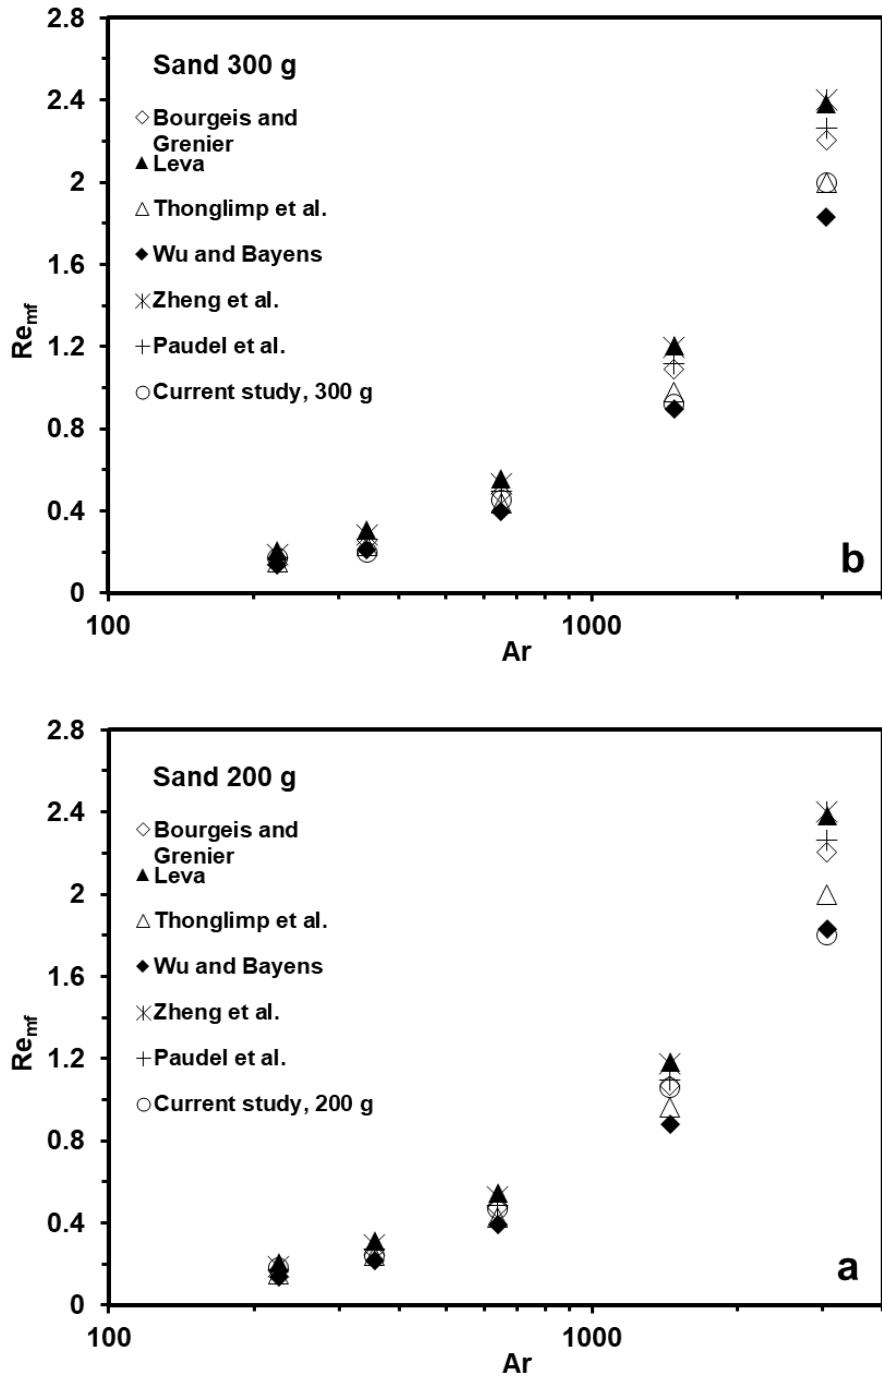 2.8
Sand 300 g
Bourgeis and
Grenier
Leva
Thonglimp et al.
Wu and Bayens
Zheng et al.
Paudel et al.
Current study, 300 g
2.4
2
1.6
1.2
0.8
0.4
0
Re_mf
b
100
1000
Ar
2.8
Sand 200 g
Bourgeis and
Grenier
Leva
Thonglimp et al.
Wu and Bayens
Zheng et al.
Paudel et al.
Current study, 200 g
2.4
2
1.6
1.2
0.8
0.4
0
Re_mf
a
100
1000
Ar